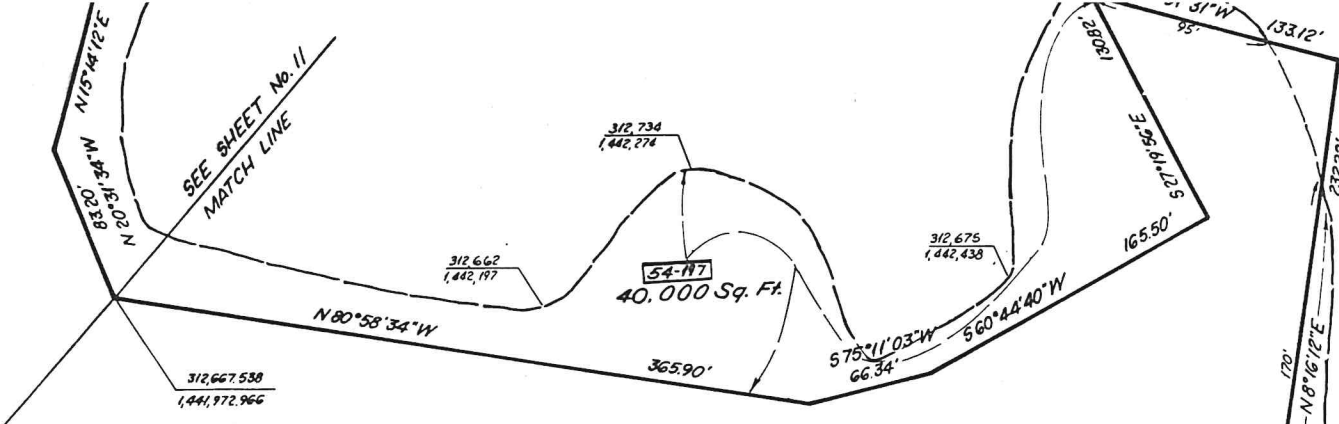 N15°14'12"E
83.20'
N 20°31'34"W
SEE SHEET No. 11
MATCH LINE
312,734
1,442,274
312,662
1,442,197
54-197
40,000 Sq. Ft.
312,675
1,442,438
N 80°58'34"W
365.90'
312,667.538
1,441,972.966
S 75°11'03"W
66.34'
S 60°44'40"W
165.50'
130.82'
S 27°19'56"E
31"W
95'
133.12'
170'
N 8°16'12"E